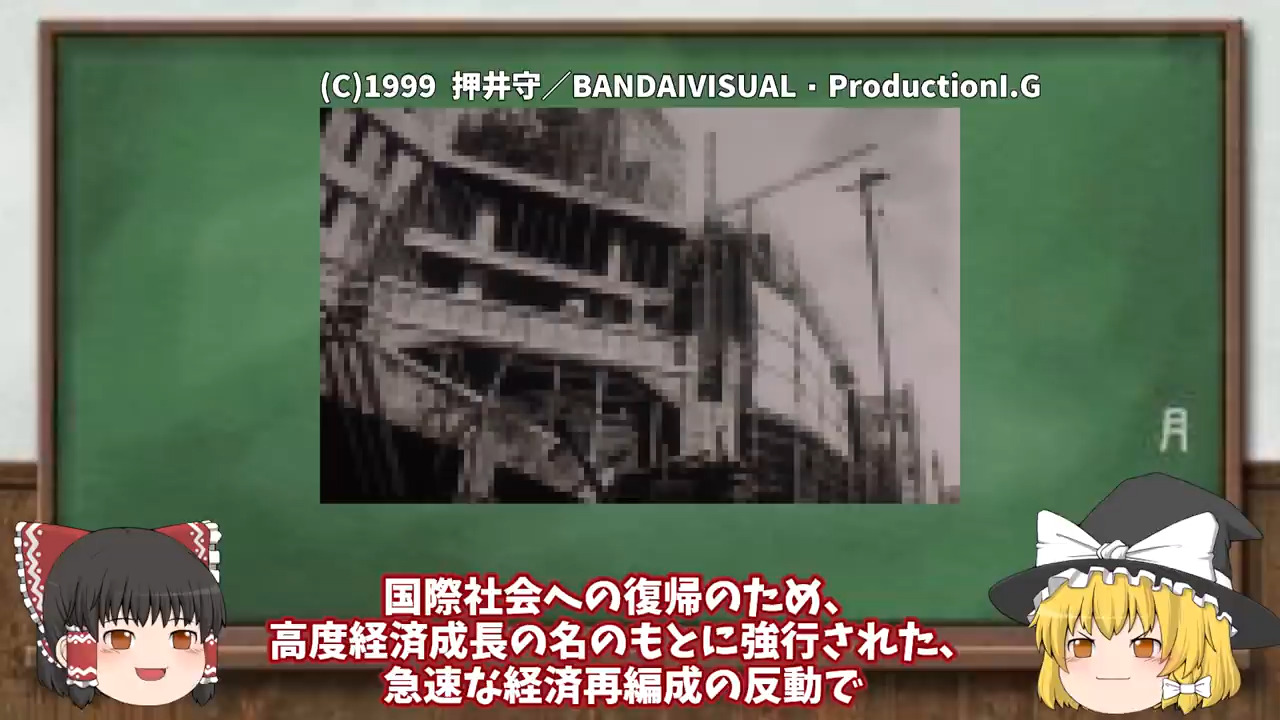 (C)1999 押井守／BANDAIVISUAL・ProductionI.G
月
国際社会への復帰のため、
高度経済成長の名のもとに強行された、
急速な経済再編成の反動で